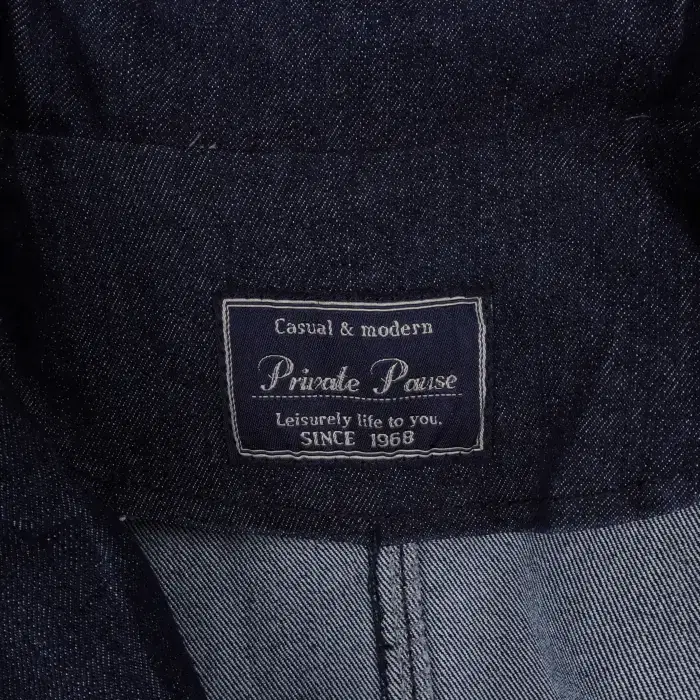 Casual & modern
Private Pause
Leisurely life to you.
SINCE 1968